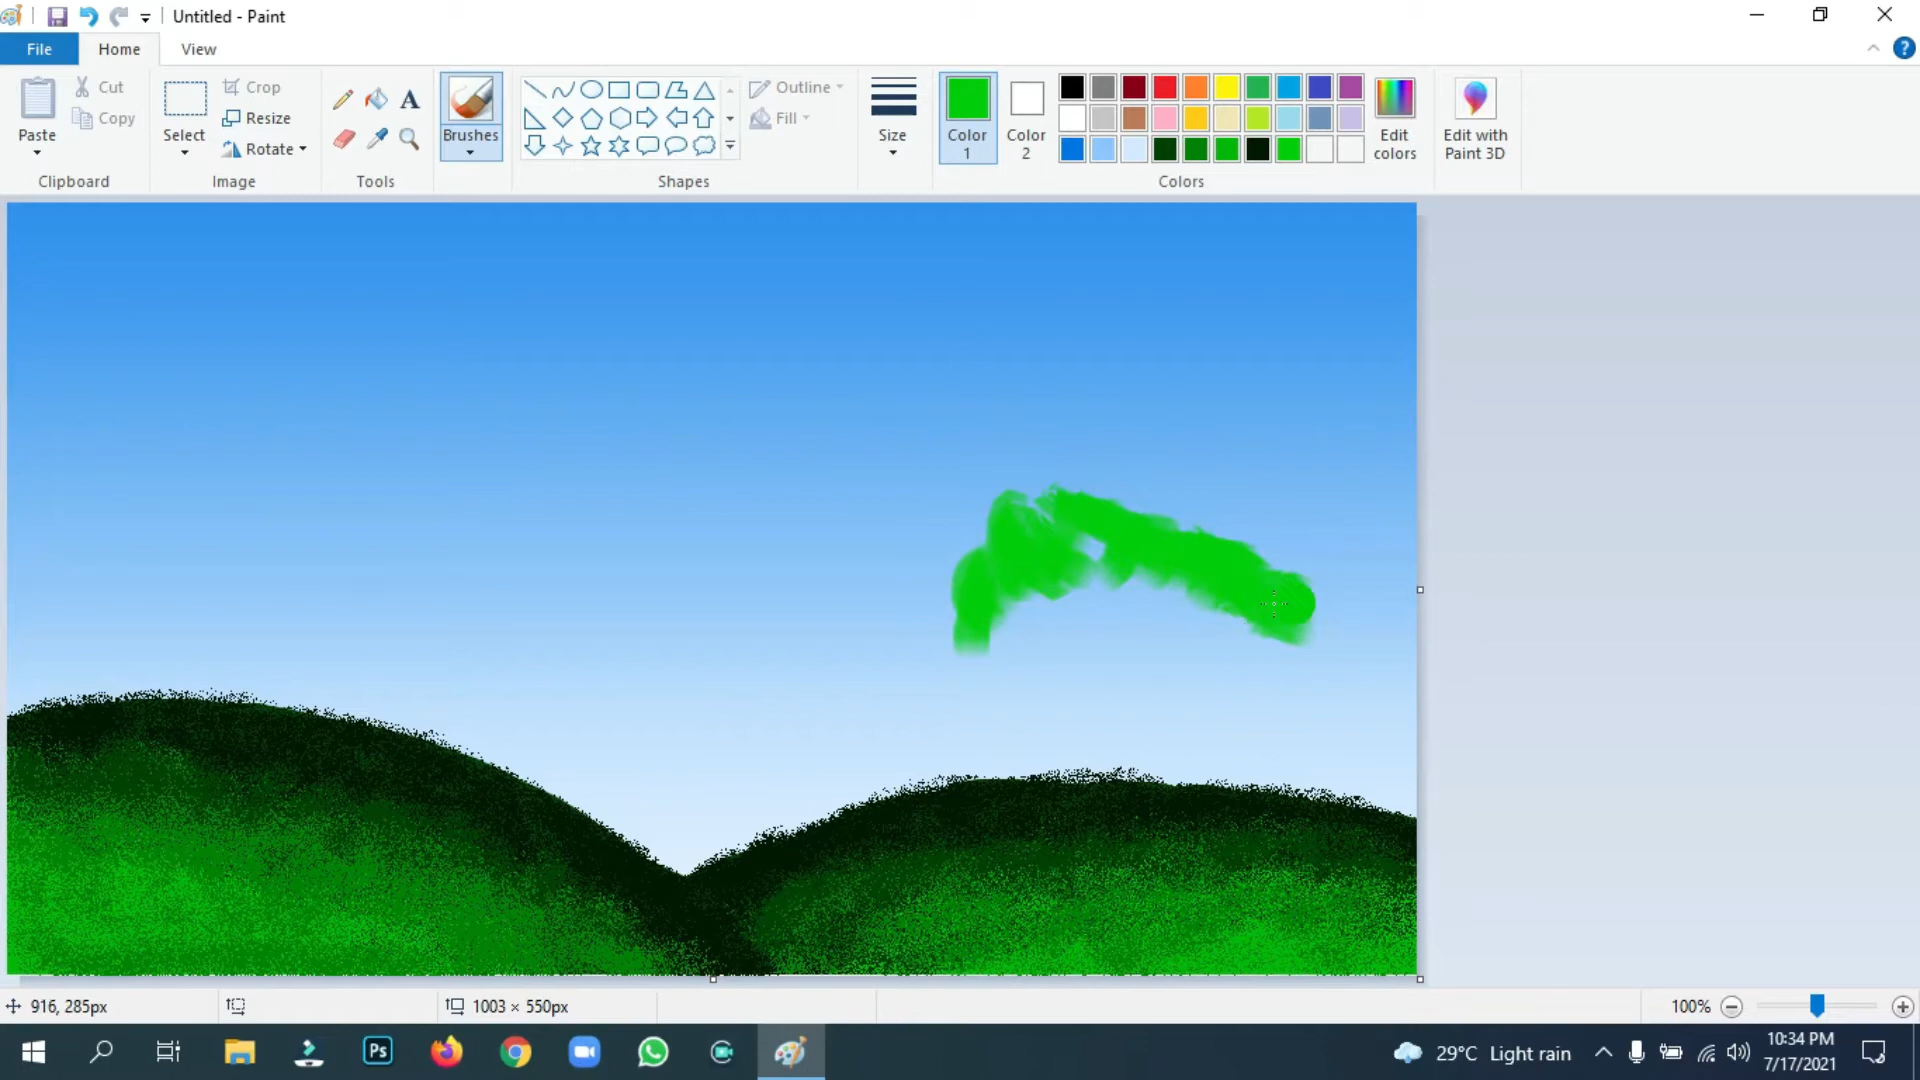 Untitled - Paint
File
Home
View
Paste
Cut
Copy
Clipboard
Select
Crop
Resize
Rotate
Image
A
Tools
Brushes
Shapes
Outline
Fill
Size
Color 1
Color 2
Edit colors
Colors
Edit with Paint 3D
?
916, 285px
1003 × 550px
100%
Ps
29°C Light rain
10:34 PM
7/17/2021